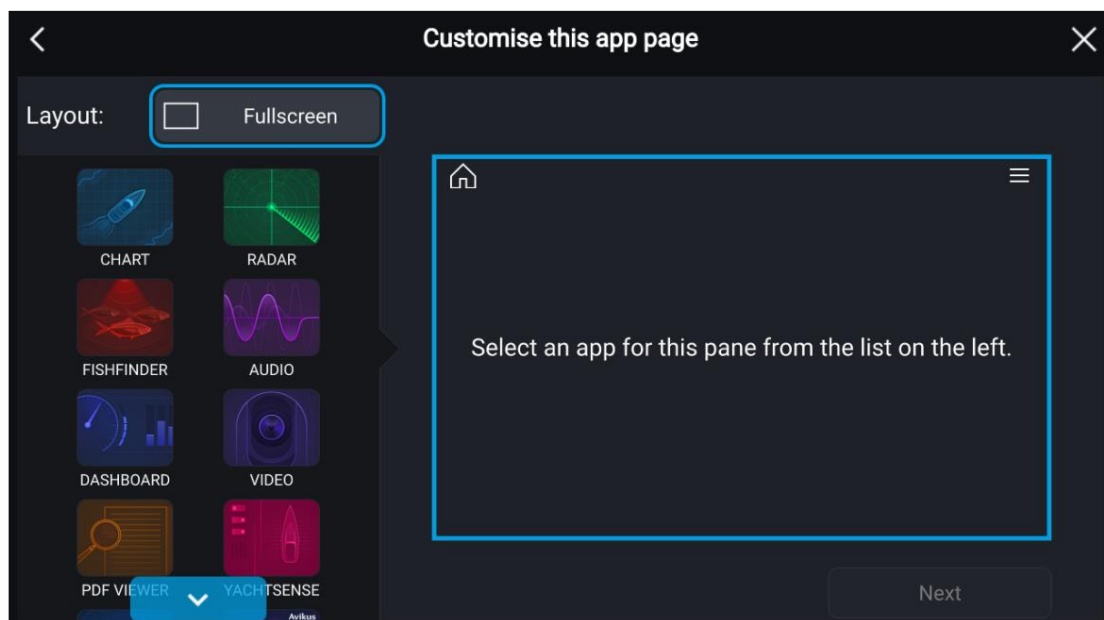 Customise this app page
Layout:
Fullscreen
CHART
RADAR
FISHFINDER
AUDIO
Select an app for this pane from the list on the left.
DASHBOARD
VIDEO
PDF VIEWER
YACHTSENSE
Next
Avikus